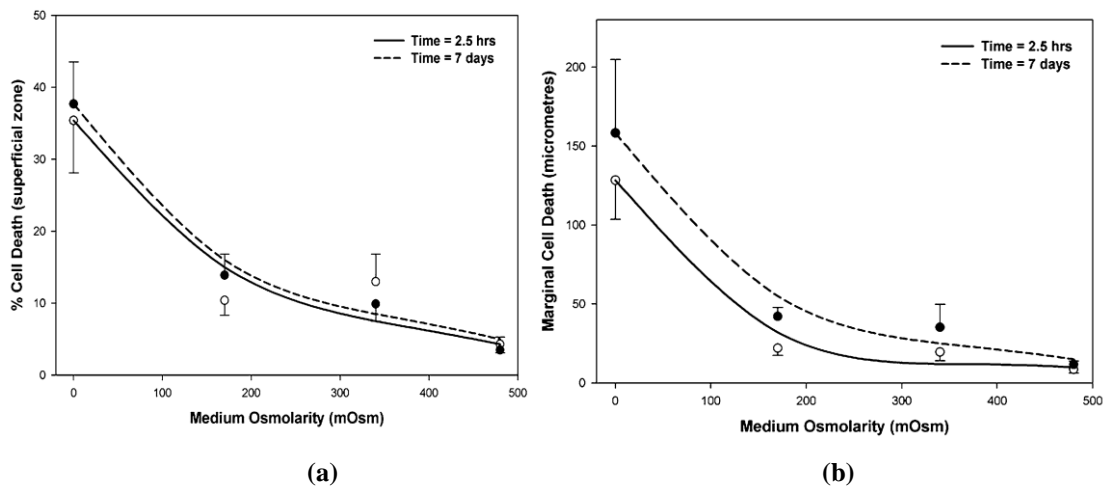 50
40
30
20
10
0
% Cell Death (superficial zone)
Time = 2.5 hrs
Time = 7 days
0 100 200 300 400 500
Medium Osmolarity (mOsm)
(a)
200
150
100
50
0
Marginal Cell Death (micrometres)
Time = 2.5 hrs
Time = 7 days
0 100 200 300 400 500
Medium Osmolarity (mOsm)
(b)